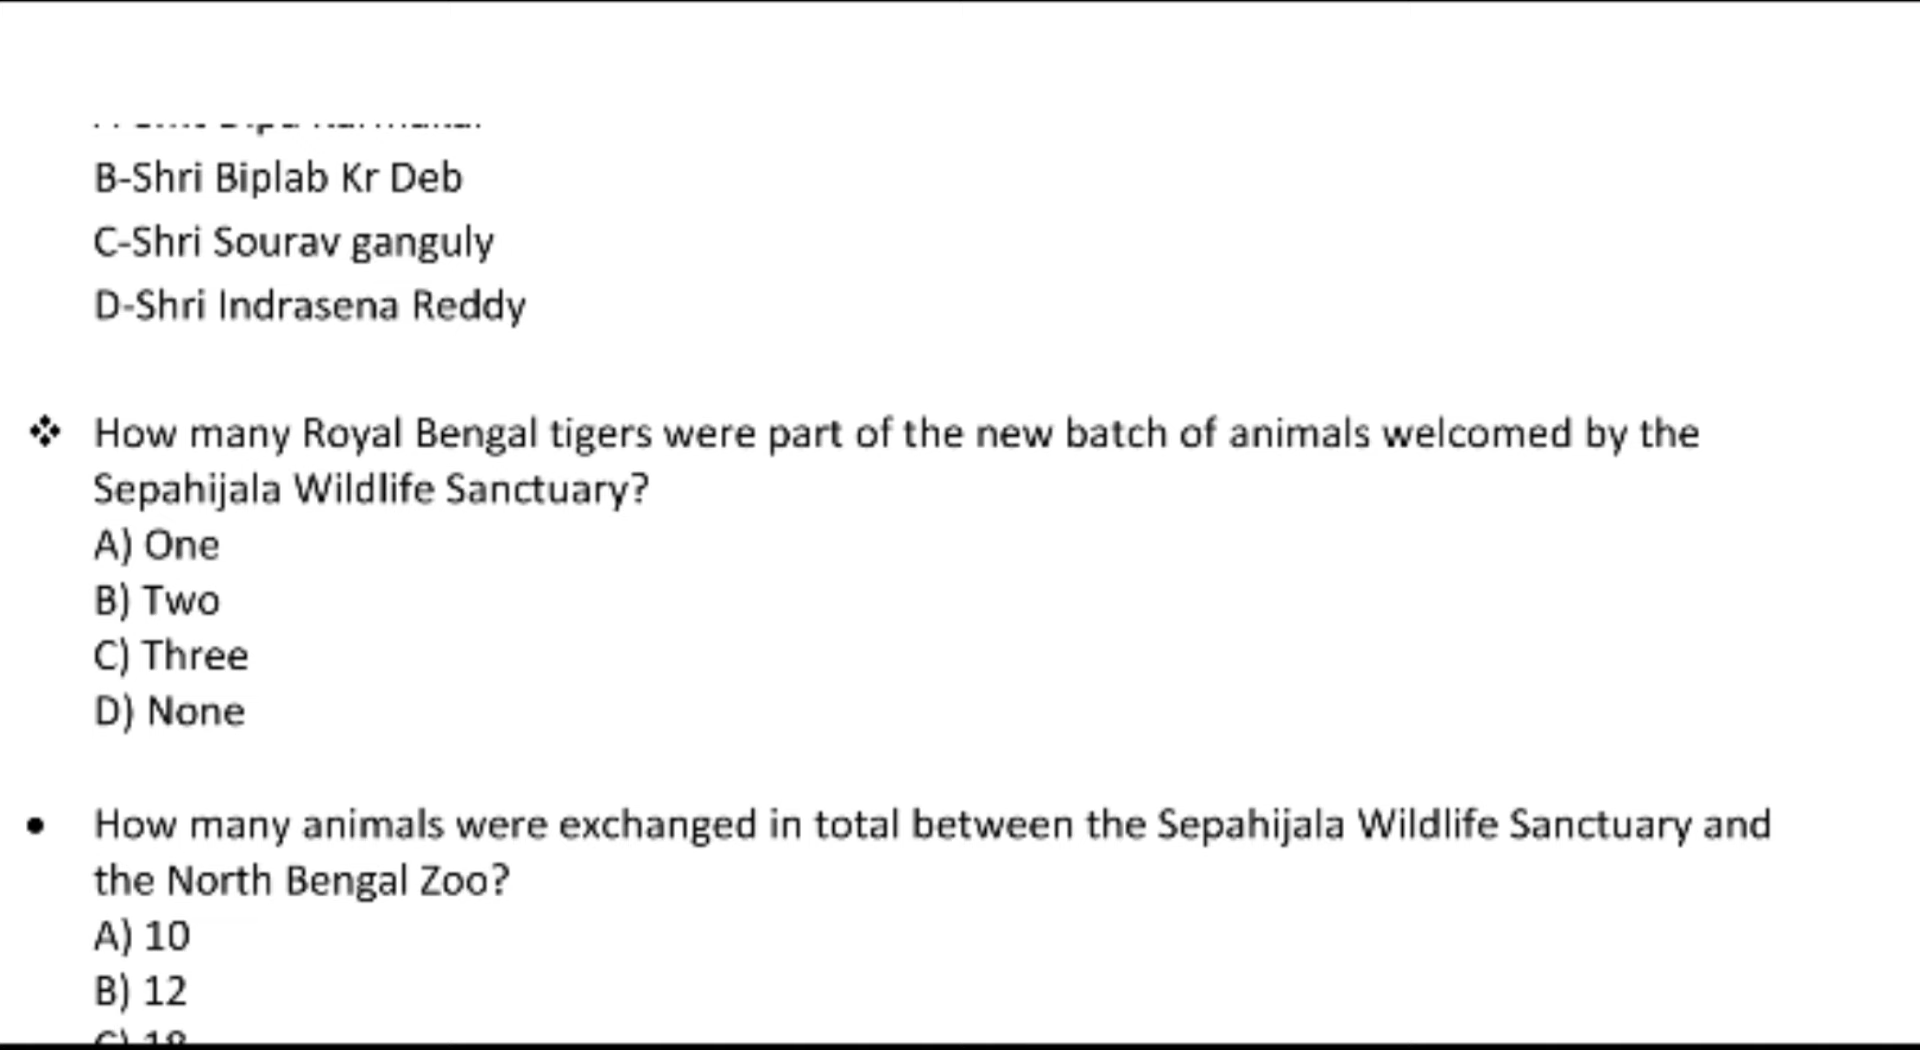 B-Shri Biplab Kr Deb
C-Shri Sourav ganguly
D-Shri Indrasena Reddy
❖ How many Royal Bengal tigers were part of the new batch of animals welcomed by the
Sepahijala Wildlife Sanctuary?
A) One
B) Two
C) Three
D) None
• How many animals were exchanged in total between the Sepahijala Wildlife Sanctuary and
the North Bengal Zoo?
A) 10
B) 12